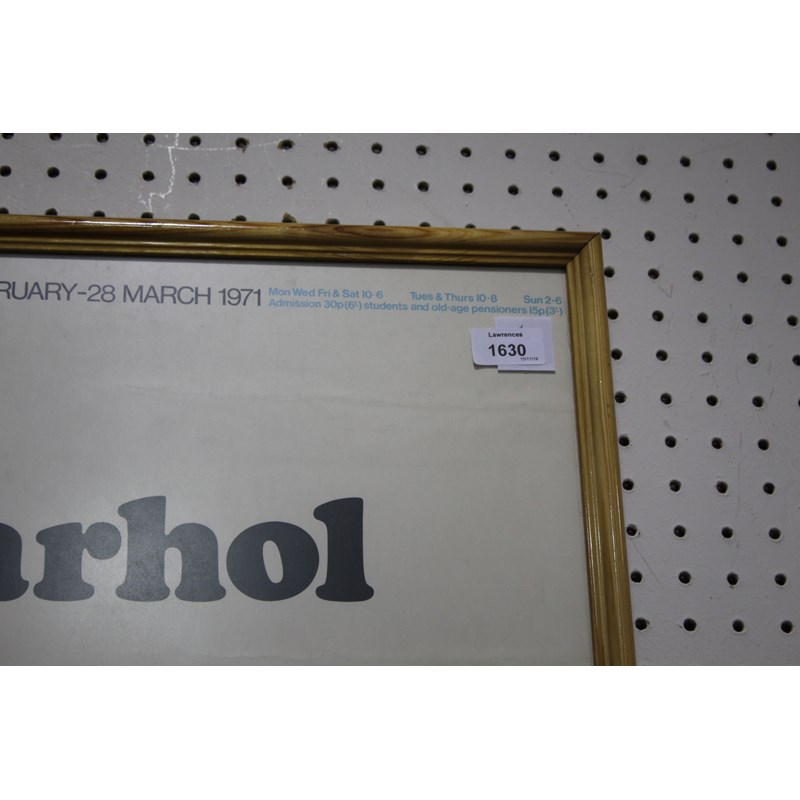 RUARY-28 MARCH 1971
Mon Wed Fri & Sat 10-6 Tues & Thurs 10-8 Sun 2-6
Admission 30p (6/-) students and old-age pensioners 15p (3/-)
Lawrences
1630
arhol